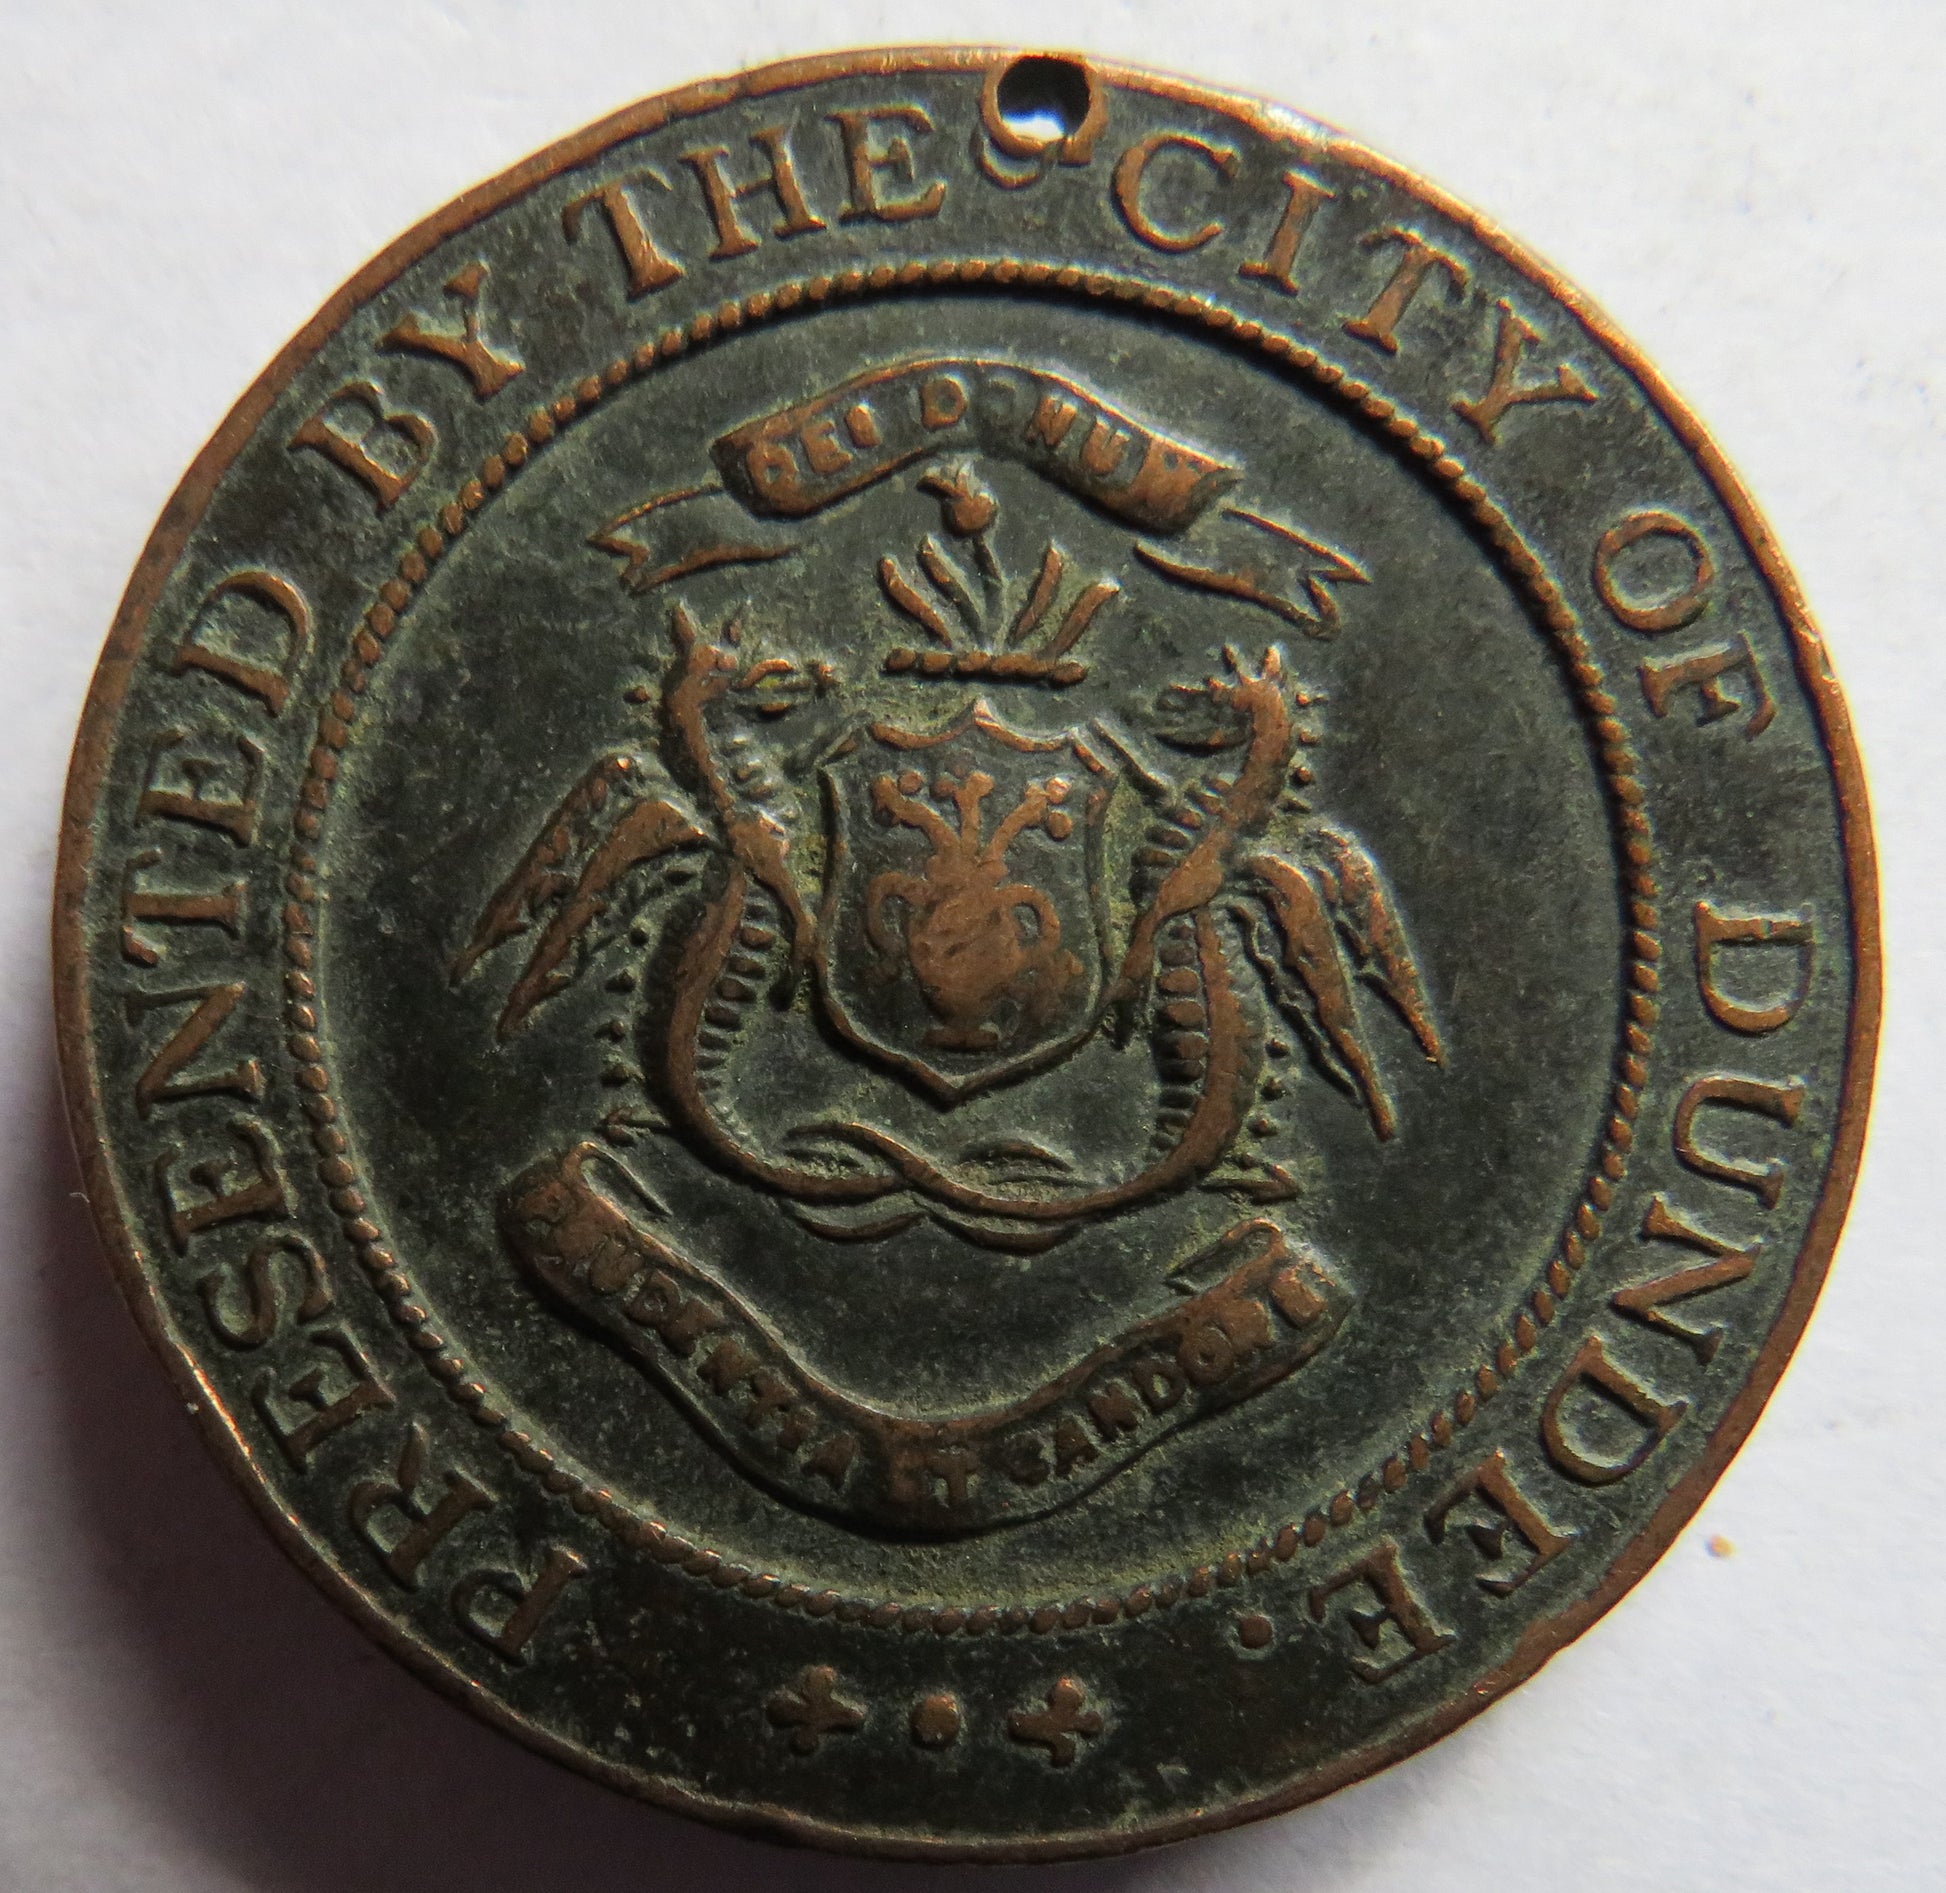 PRESENTED BY THE CITY OF DUNDEE.
DEI DONUM
PRUDENTIA ET CANDORE